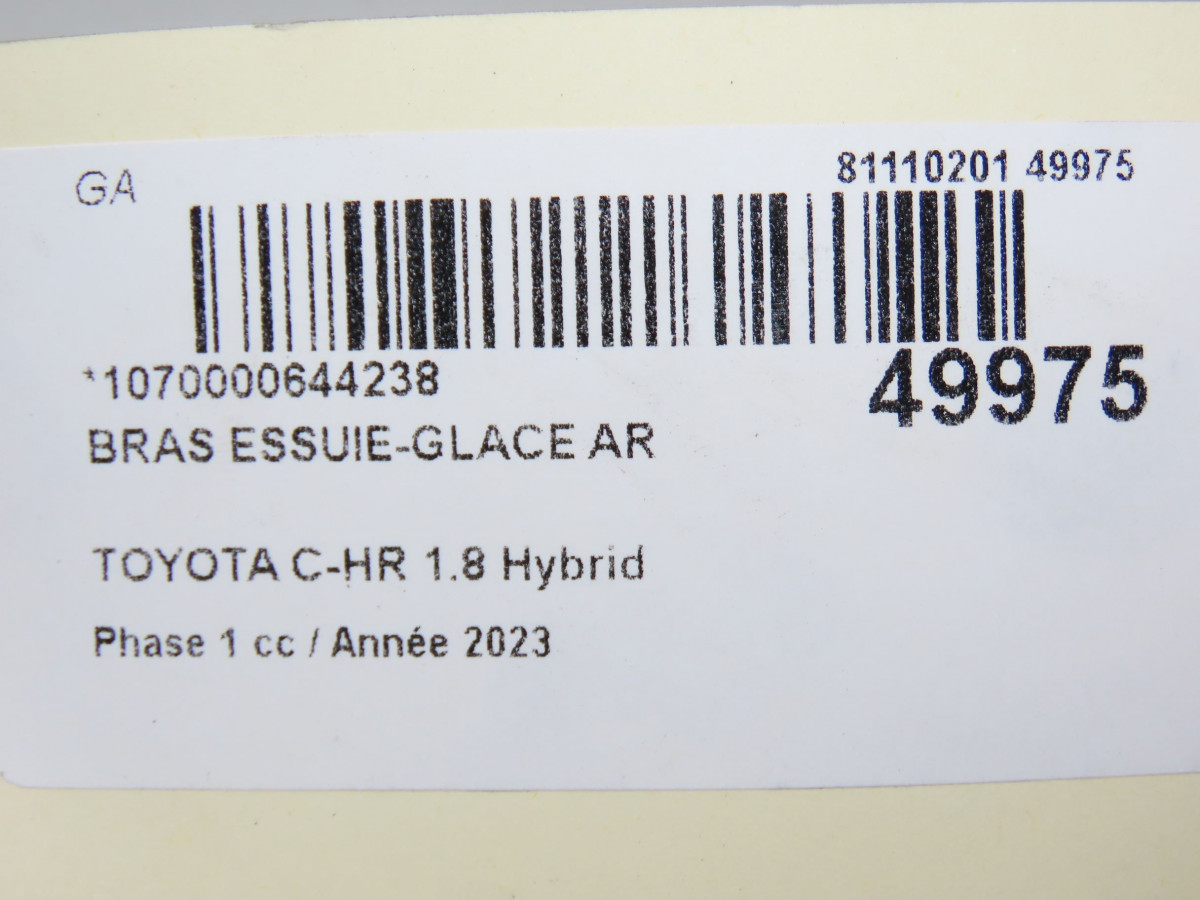 GA
81110201 49975
*1070000644238
49975
BRAS ESSUIE-GLACE AR
TOYOTA C-HR 1.8 Hybrid
Phase 1 cc / Année 2023